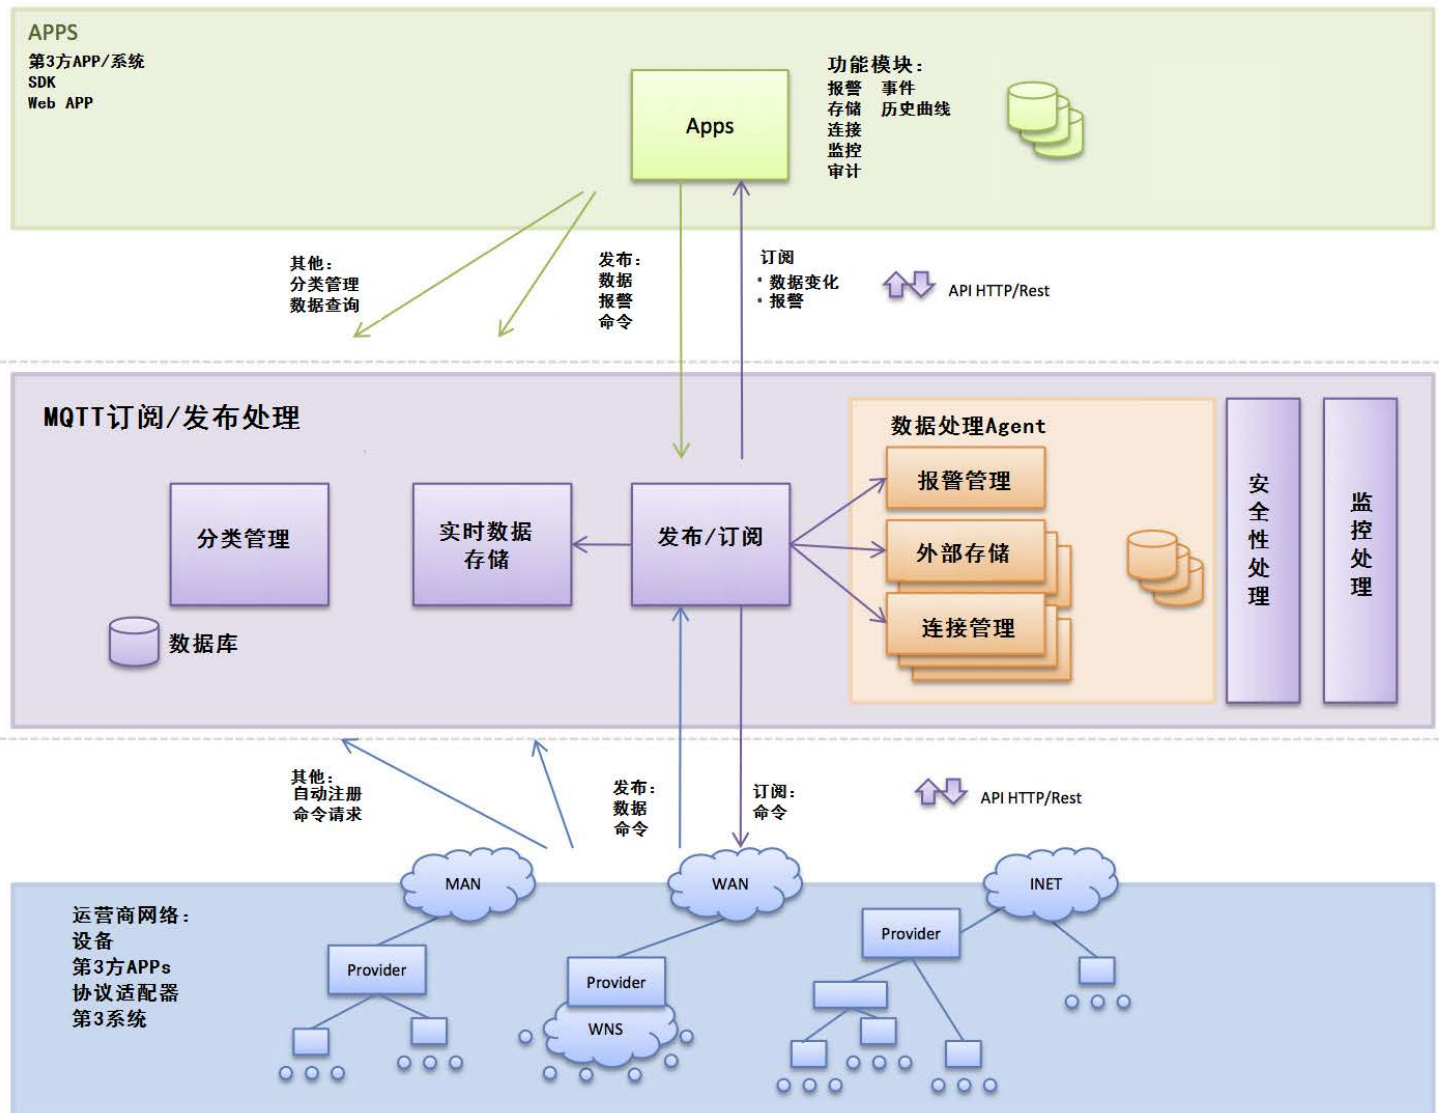 APPS
第3方APP/系统
SDK
Web APP
Apps
功能模块：
报警 事件
存储 历史曲线
连接
监控
审计
其他：
分类管理
数据查询
发布：
数据
报警
命令
订阅
·数据变化
·报警
API HTTP/Rest
MQTT订阅/发布处理
分类管理
数据库
实时数据
存储
发布/订阅
数据处理Agent
报警管理
外部存储
连接管理
安全性处理
监控处理
其他：
自动注册
命令请求
发布：
数据
命令
订阅：
命令
API HTTP/Rest
MAN
WAN
INET
运营商网络：
设备
第3方APPs
协议适配器
第3系统
Provider
Provider
WNS
Provider